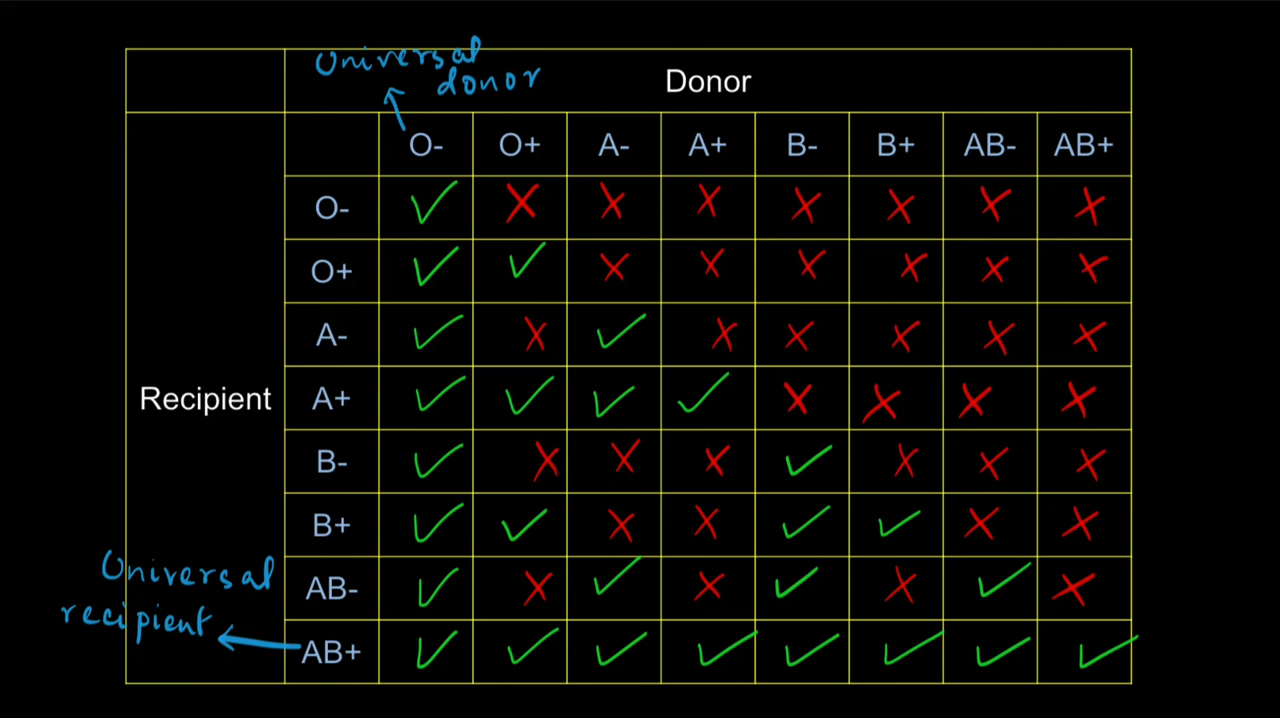 Universal
donor
Donor
O- O+ A- A+ B- B+ AB- AB+
O- ✓ ✗ ✗ ✗ ✗ ✗ ✗ ✗
O+ ✓ ✓ ✗ ✗ ✗ ✗ ✗ ✗
A- ✓ ✗ ✓ ✗ ✗ ✗ ✗ ✗
Recipient A+ ✓ ✓ ✓ ✓ ✗ ✗ ✗ ✗
B- ✓ ✗ ✗ ✗ ✓ ✗ ✗ ✗
B+ ✓ ✓ ✗ ✗ ✓ ✓ ✗ ✗
Universal
recipient
AB- ✓ ✗ ✓ ✗ ✓ ✗ ✓ ✗
AB+ ✓ ✓ ✓ ✓ ✓ ✓ ✓ ✓